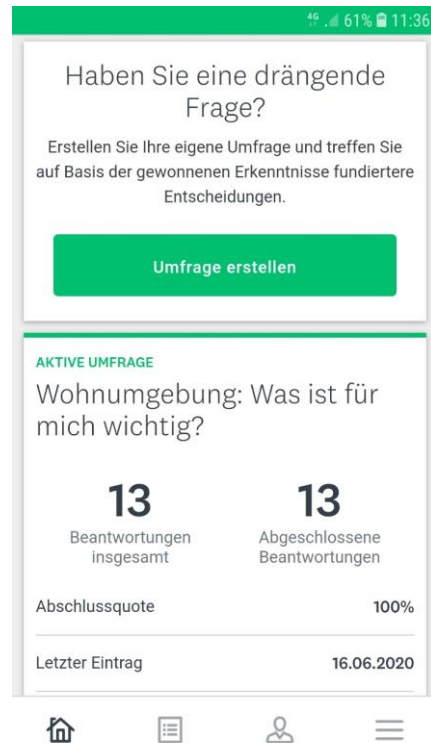 4G 61% 11:36
Haben Sie eine drängende
Frage?
Erstellen Sie Ihre eigene Umfrage und treffen Sie
auf Basis der gewonnenen Erkenntnisse fundiertere
Entscheidungen.
Umfrage erstellen
AKTIVE UMFRAGE
Wohnumgebung: Was ist für
mich wichtig?
13 13
Beantwortungen Abgeschlossene
insgesamt Beantwortungen
Abschlussquote 100%
Letzter Eintrag 16.06.2020